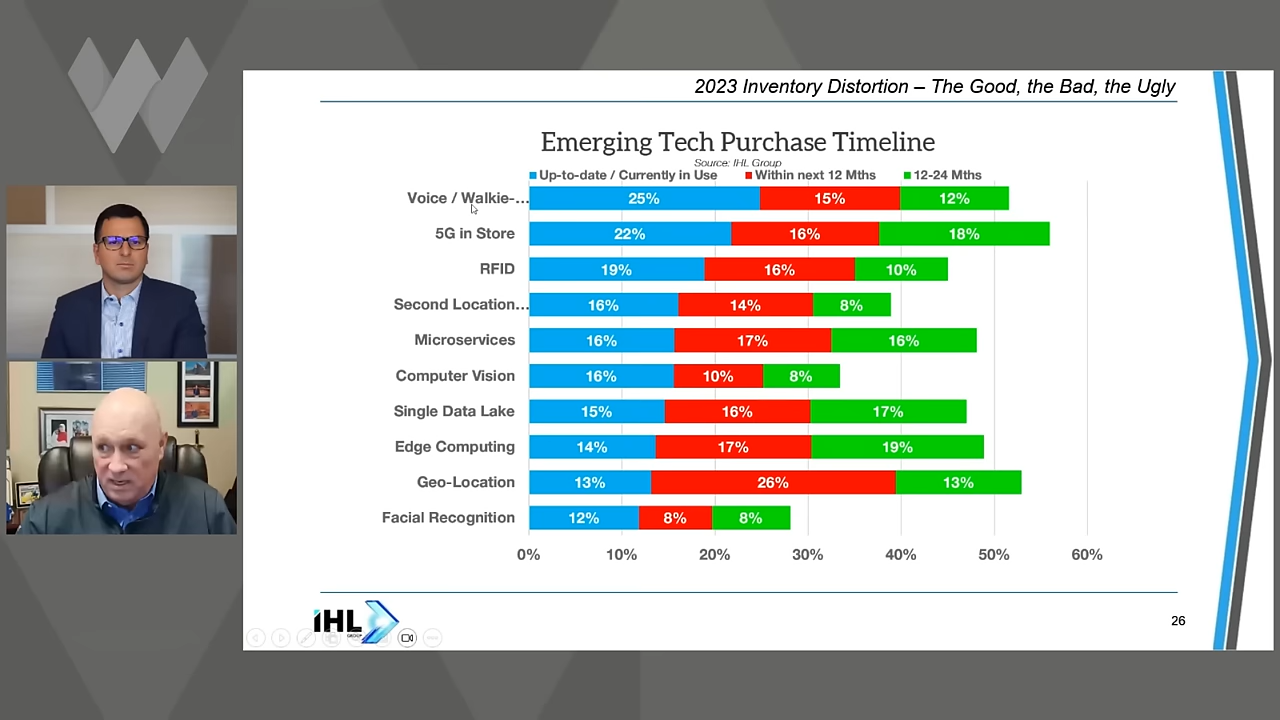 2023 Inventory Distortion – The Good, the Bad, the Ugly
Emerging Tech Purchase Timeline
Source: IHL Group
Up-to-date / Currently in Use Within next 12 Mths 12-24 Mths
Voice / Walkie-... 25% 15% 12%
5G in Store 22% 16% 18%
RFID 19% 16% 10%
Second Location... 16% 14% 8%
Microservices 16% 17% 16%
Computer Vision 16% 10% 8%
Single Data Lake 15% 16% 17%
Edge Computing 14% 17% 19%
Geo-Location 13% 26% 13%
Facial Recognition 12% 8% 8%
0% 10% 20% 30% 40% 50% 60%
IHL
GROUP
26